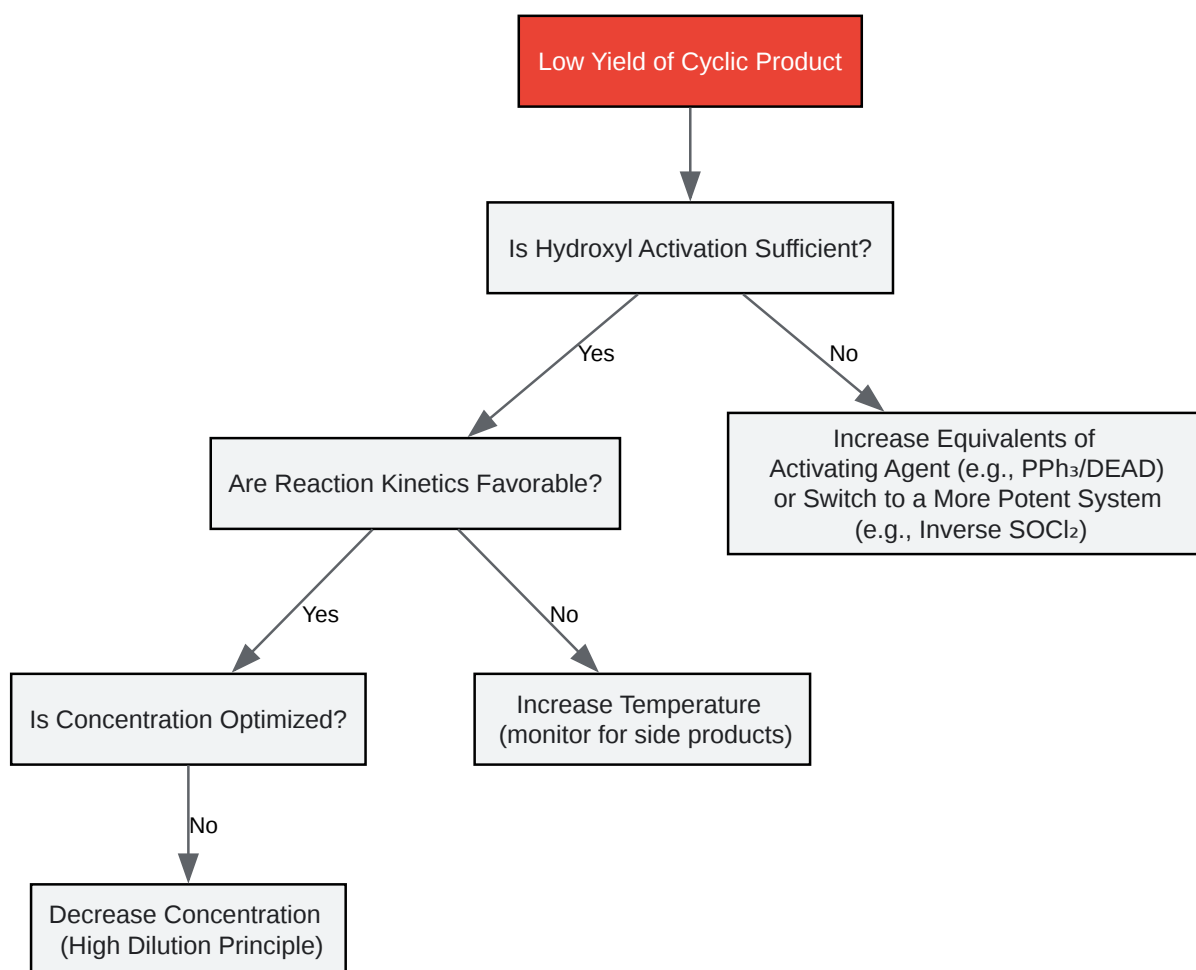 Low Yield of Cyclic Product
Is Hydroxyl Activation Sufficient?
Yes
No
Are Reaction Kinetics Favorable?
Increase Equivalents of
Activating Agent (e.g., PPh₃/DEAD)
or Switch to a More Potent System
(e.g., Inverse SOCl₂)
Yes
No
Is Concentration Optimized?
Increase Temperature
(monitor for side products)
No
Decrease Concentration
(High Dilution Principle)